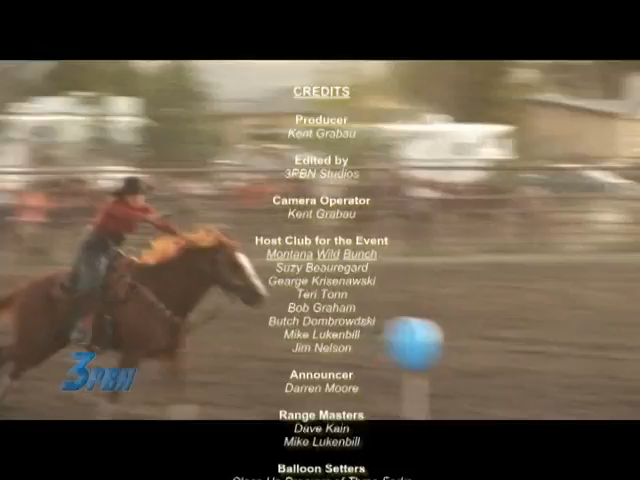 CREDITS
Producer
Kent Grabau
Edited by
3PBN Studios
Camera Operator
Kent Grabau
Host Club for the Event
Montana Wild Bunch
Suzy Beauregard
George Krisenawski
Teri Tonn
Bob Graham
Butch Dombrowdski
Mike Lukenbill
Jim Nelson
3PBN
Announcer
Darren Moore
Range Masters
Dave Kain
Mike Lukenbill
Balloon Setters